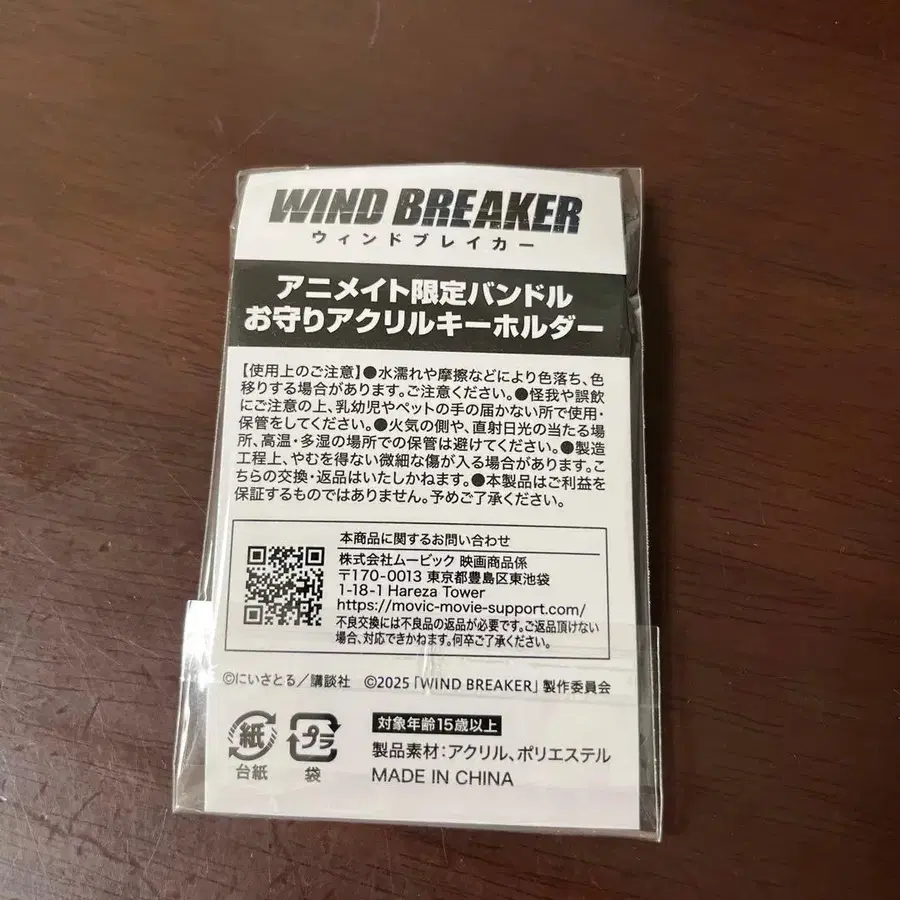 WIND BREAKER
ウィンドブレイカー
アニメイト限定バンドル
お守りアクリルキーホルダー
【使用上のご注意】●水濡れや摩擦などにより色落ち、色
移りする場合があります。ご注意ください。●怪我や誤飲
にご注意の上、乳幼児やペットの手の届かない所で使用・
保管をしてください。●火気の側や、直射日光の当たる場
所、高温・多湿の場所での保管は避けてください。●製造
工程上、やむを得ない微細な傷が入る場合があります。こ
ちらの交換・返品はいたしかねます。●本製品はご利益を
保証するものではありません。予めご了承ください。
本商品に関するお問い合わせ
株式会社ムービック 映画商品係
〒170-0013 東京都豊島区東池袋
1-18-1 Hareza Tower
https://movic-movie-support.com/
不良交換には不良品の返品が必要です。ご返品頂けない
場合、対応できかねます。何卒ご了承ください。
©にいさとる／講談社 ©2025「WIND BREAKER」製作委員会
紙
台紙
プラ
袋
対象年齢15歳以上
製品素材：アクリル、ポリエステル
MADE IN CHINA